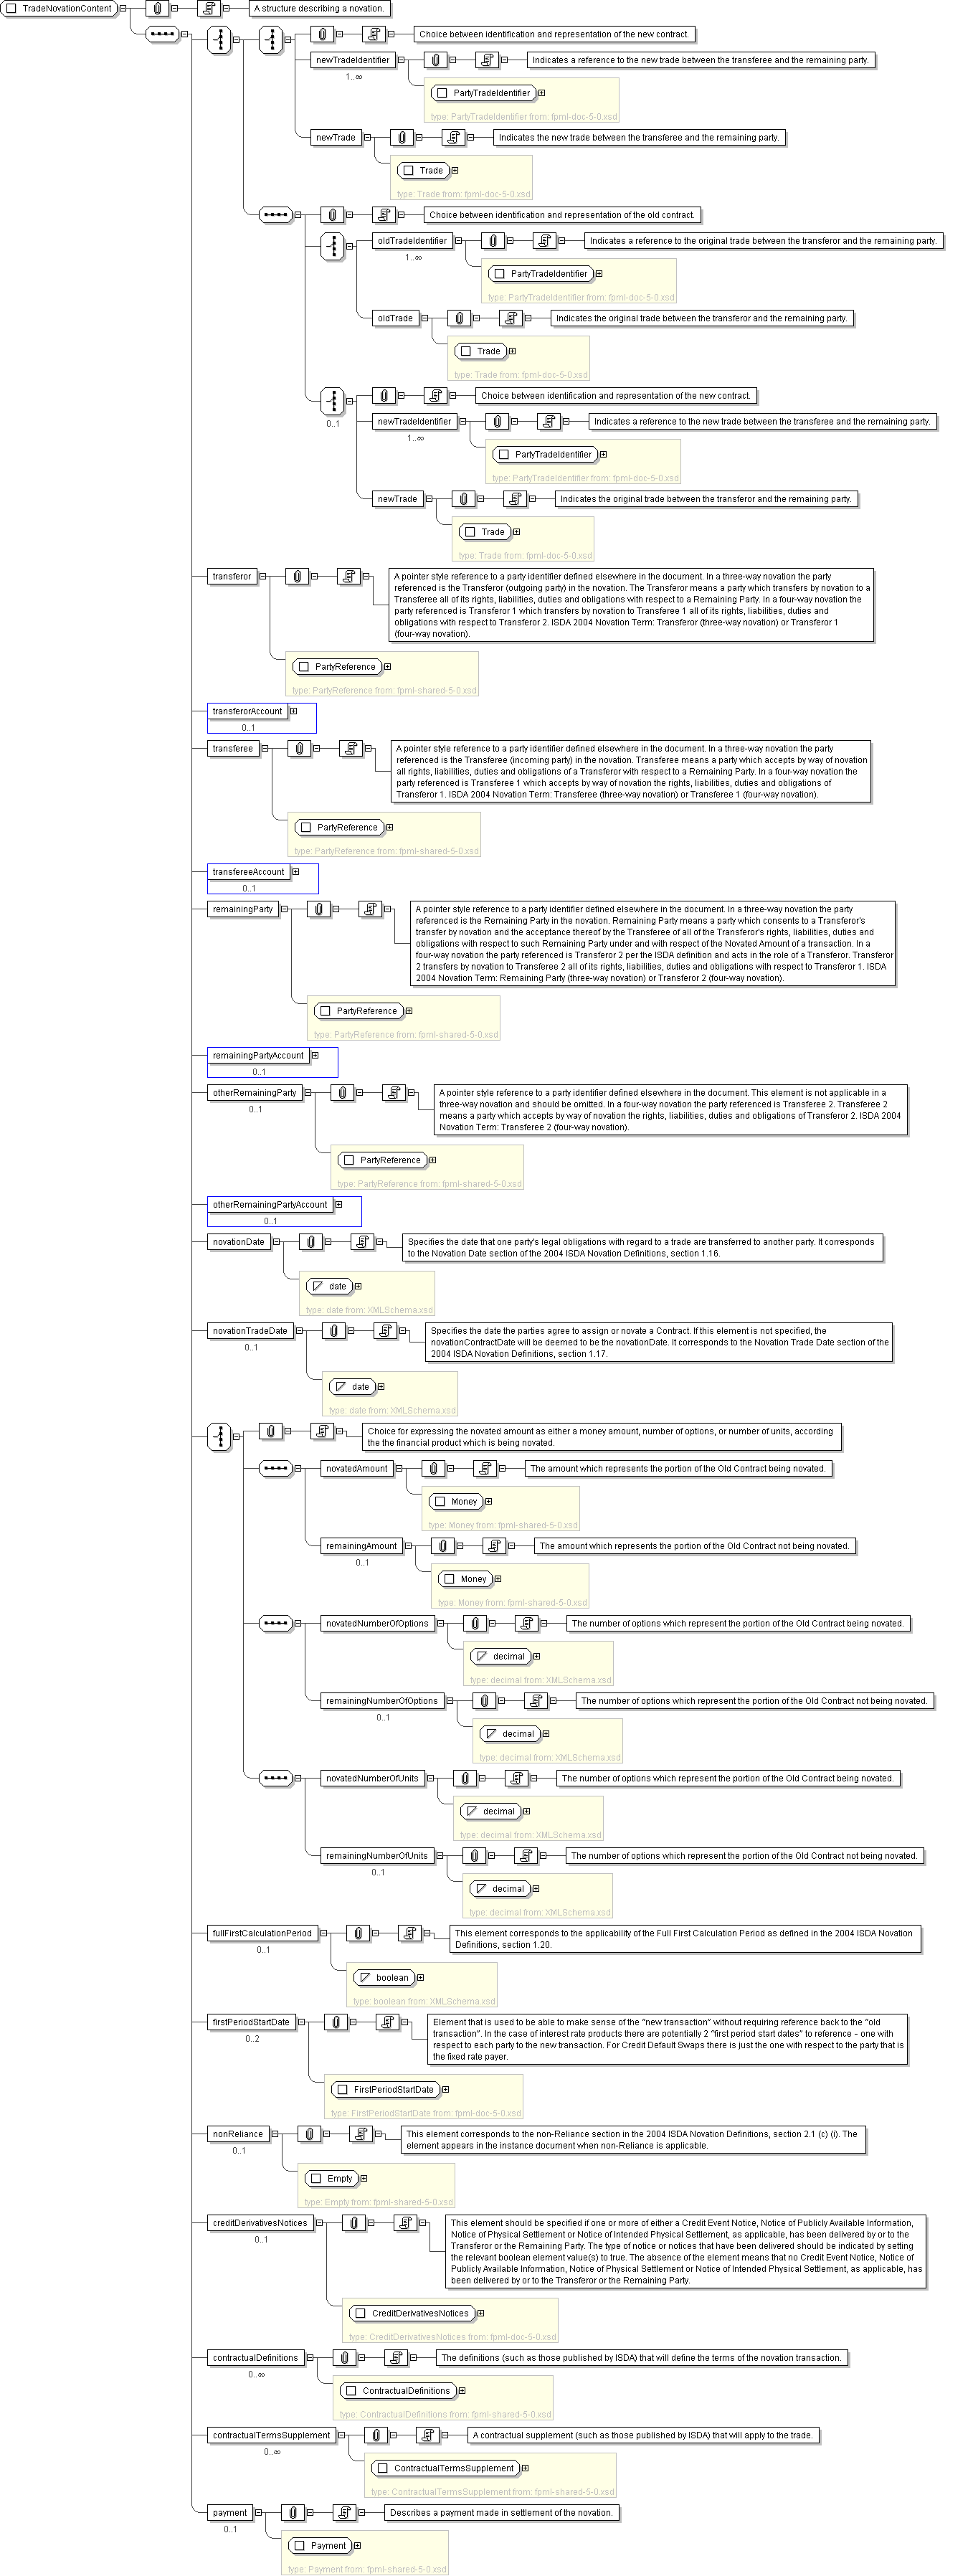 TradeNovationContent
A structure describing a novation.
Choice between identification and representation of the new contract.
newTradeIdentifier
Indicates a reference to the new trade between the transferee and the remaining party.
1..∞
PartyTradeIdentifier
type: PartyTradeIdentifier from: fpml-doc-5-0.xsd
newTrade
Indicates the new trade between the transferee and the remaining party.
Trade
type: Trade from: fpml-doc-5-0.xsd
Choice between identification and representation of the old contract.
oldTradeIdentifier
Indicates a reference to the original trade between the transferor and the remaining party.
1..∞
PartyTradeIdentifier
type: PartyTradeIdentifier from: fpml-doc-5-0.xsd
oldTrade
Indicates the original trade between the transferor and the remaining party.
Trade
type: Trade from: fpml-doc-5-0.xsd
Choice between identification and representation of the new contract.
0..1
newTradeIdentifier
Indicates a reference to the new trade between the transferee and the remaining party.
1..∞
PartyTradeIdentifier
type: PartyTradeIdentifier from: fpml-doc-5-0.xsd
newTrade
Indicates the original trade between the transferor and the remaining party.
Trade
type: Trade from: fpml-doc-5-0.xsd
transferor
A pointer style reference to a party identifier defined elsewhere in the document. In a three-way novation the party
referenced is the Transferor (outgoing party) in the novation. The Transferor means a party which transfers by novation to a
Transferee all of its rights, liabilities, duties and obligations with respect to a Remaining Party. In a four-way novation the
party referenced is Transferor 1 which transfers by novation to Transferee 1 all of its rights, liabilities, duties and
obligations with respect to Transferor 2. ISDA 2004 Novation Term: Transferor (three-way novation) or Transferor 1
(four-way novation).
PartyReference
type: PartyReference from: fpml-shared-5-0.xsd
transferorAccount
0..1
transferee
A pointer style reference to a party identifier defined elsewhere in the document. In a three-way novation the party
referenced is the Transferee (incoming party) in the novation. Transferee means a party which accepts by way of novation
all rights, liabilities, duties and obligations of a Transferor with respect to a Remaining Party. In a four-way novation the
party referenced is Transferee 1 which accepts by way of novation the rights, liabilities, duties and obligations of
Transferor 1. ISDA 2004 Novation Term: Transferee (three-way novation) or Transferee 1 (four-way novation).
PartyReference
type: PartyReference from: fpml-shared-5-0.xsd
transfereeAccount
0..1
remainingParty
A pointer style reference to a party identifier defined elsewhere in the document. In a three-way novation the party
referenced is the Remaining Party in the novation. Remaining Party means a party which consents to a Transferor's
transfer by novation and the acceptance thereof by the Transferee of all of the Transferor's rights, liabilities, duties and
obligations with respect to such Remaining Party under and with respect of the Novated Amount of a transaction. In a
four-way novation the party referenced is Transferor 2 per the ISDA definition and acts in the role of a Transferor. Transferor
2 transfers by novation to Transferee 2 all of its rights, liabilities, duties and obligations with respect to Transferor 1. ISDA
2004 Novation Term: Remaining Party (three-way novation) or Transferor 2 (four-way novation).
PartyReference
type: PartyReference from: fpml-shared-5-0.xsd
remainingPartyAccount
0..1
otherRemainingParty
0..1
A pointer style reference to a party identifier defined elsewhere in the document. This element is not applicable in a
three-way novation and should be omitted. In a four-way novation the party referenced is Transferee 2. Transferee 2
means a party which accepts by way of novation the rights, liabilities, duties and obligations of Transferor 2. ISDA 2004
Novation Term: Transferee 2 (four-way novation).
PartyReference
type: PartyReference from: fpml-shared-5-0.xsd
otherRemainingPartyAccount
0..1
novationDate
Specifies the date that one party's legal obligations with regard to a trade are transferred to another party. It corresponds
to the Novation Date section of the 2004 ISDA Novation Definitions, section 1.16.
date
type: date from: XMLSchema.xsd
novationTradeDate
0..1
Specifies the date the parties agree to assign or novate a Contract. If this element is not specified, the
novationContractDate will be deemed to be the novationDate. It corresponds to the Novation Trade Date section of the
2004 ISDA Novation Definitions, section 1.17.
date
type: date from: XMLSchema.xsd
Choice for expressing the novated amount as either a money amount, number of options, or number of units, according
the the financial product which is being novated.
novatedAmount
The amount which represents the portion of the Old Contract being novated.
Money
type: Money from: fpml-shared-5-0.xsd
remainingAmount
The amount which represents the portion of the Old Contract not being novated.
0..1
Money
type: Money from: fpml-shared-5-0.xsd
novatedNumberOfOptions
The number of options which represent the portion of the Old Contract being novated.
decimal
type: decimal from: XMLSchema.xsd
remainingNumberOfOptions
The number of options which represent the portion of the Old Contract not being novated.
0..1
decimal
type: decimal from: XMLSchema.xsd
novatedNumberOfUnits
The number of options which represent the portion of the Old Contract being novated.
decimal
type: decimal from: XMLSchema.xsd
remainingNumberOfUnits
The number of options which represent the portion of the Old Contract not being novated.
0..1
decimal
type: decimal from: XMLSchema.xsd
fullFirstCalculationPeriod
0..1
This element corresponds to the applicability of the Full First Calculation Period as defined in the 2004 ISDA Novation
Definitions, section 1.20.
boolean
type: boolean from: XMLSchema.xsd
firstPeriodStartDate
0..2
Element that is used to be able to make sense of the “new transaction” without requiring reference back to the “old
transaction”. In the case of interest rate products there are potentially 2 “first period start dates” to reference – one with
respect to each party to the new transaction. For Credit Default Swaps there is just the one with respect to the party that is
the fixed rate payer.
FirstPeriodStartDate
type: FirstPeriodStartDate from: fpml-doc-5-0.xsd
nonReliance
0..1
This element corresponds to the non-Reliance section in the 2004 ISDA Novation Definitions, section 2.1 (c) (i). The
element appears in the instance document when non-Reliance is applicable.
Empty
type: Empty from: fpml-shared-5-0.xsd
creditDerivativesNotices
0..1
This element should be specified if one or more of either a Credit Event Notice, Notice of Publicly Available Information,
Notice of Physical Settlement or Notice of Intended Physical Settlement, as applicable, has been delivered by or to the
Transferor or the Remaining Party. The type of notice or notices that have been delivered should be indicated by setting
the relevant boolean element value(s) to true. The absence of the element means that no Credit Event Notice, Notice of
Publicly Available Information, Notice of Physical Settlement or Notice of Intended Physical Settlement, as applicable, has
been delivered by or to the Transferor or the Remaining Party.
CreditDerivativesNotices
type: CreditDerivativesNotices from: fpml-doc-5-0.xsd
contractualDefinitions
The definitions (such as those published by ISDA) that will define the terms of the novation transaction.
0..∞
ContractualDefinitions
type: ContractualDefinitions from: fpml-shared-5-0.xsd
contractualTermsSupplement
A contractual supplement (such as those published by ISDA) that will apply to the trade.
0..∞
ContractualTermsSupplement
type: ContractualTermsSupplement from: fpml-shared-5-0.xsd
payment
Describes a payment made in settlement of the novation.
0..1
Payment
type: Payment from: fpml-shared-5-0.xsd